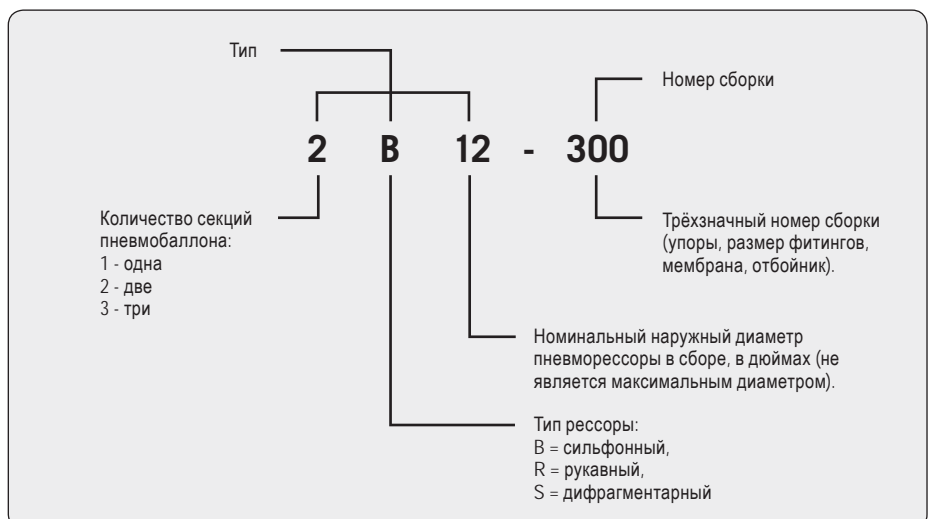 Тип
Номер сборки
2 B 12 - 300
Количество секций
пневмобаллона:
1 - одна
2 - две
3 - три
Трёхзначный номер сборки
(упоры, размер фитингов,
мембрана, отбойник).
Номинальный наружный диаметр
пневморессоры в сборе, в дюймах (не
является максимальным диаметром).
Тип рессоры:
B = сильфонный,
R = рукавный,
S = дифрагментарный